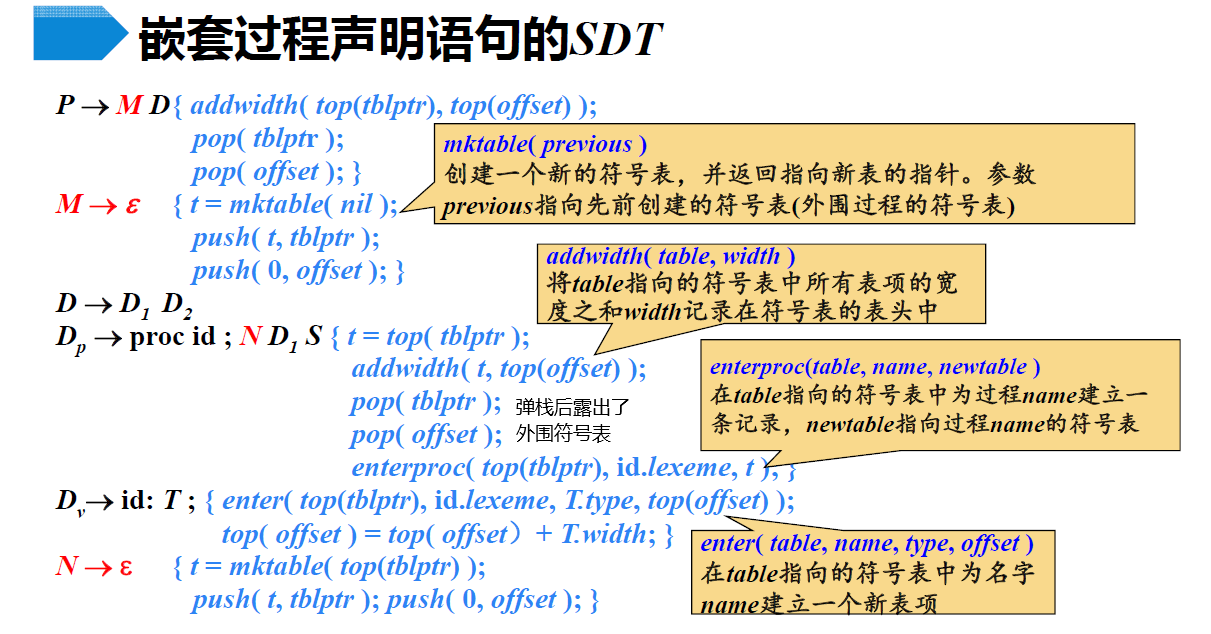 嵌套过程声明语句的SDT
P → M D { addwidth( top(tblptr), top(offset) );
pop( tblptr );
pop( offset ); }
mktable( previous )
创建一个新的符号表，并返回指向新表的指针。参数
previous指向先前创建的符号表(外围过程的符号表)
M → ε { t = mktable( nil );
push( t, tblptr );
push( 0, offset ); }
addwidth( table, width )
将table指向的符号表中所有表项的宽
度之和width记录在符号表的表头中
D → D1 D2
Dp → proc id ; N D1 S { t = top( tblptr );
addwidth( t, top(offset) );
pop( tblptr );
pop( offset );
弹栈后露出了
外围符号表
enterproc(table, name, newtable )
在table指向的符号表中为过程name建立一
条记录，newtable指向过程name的符号表
enterproc( top(tblptr), id.lexeme, t ); }
Dv → id: T ; { enter( top(tblptr), id.lexeme, T.type, top(offset) );
top( offset ) = top( offset）+ T.width; }
enter( table, name, type, offset )
在table指向的符号表中为名字
name建立一个新表项
N → ε { t = mktable( top(tblptr) );
push( t, tblptr ); push( 0, offset ); }